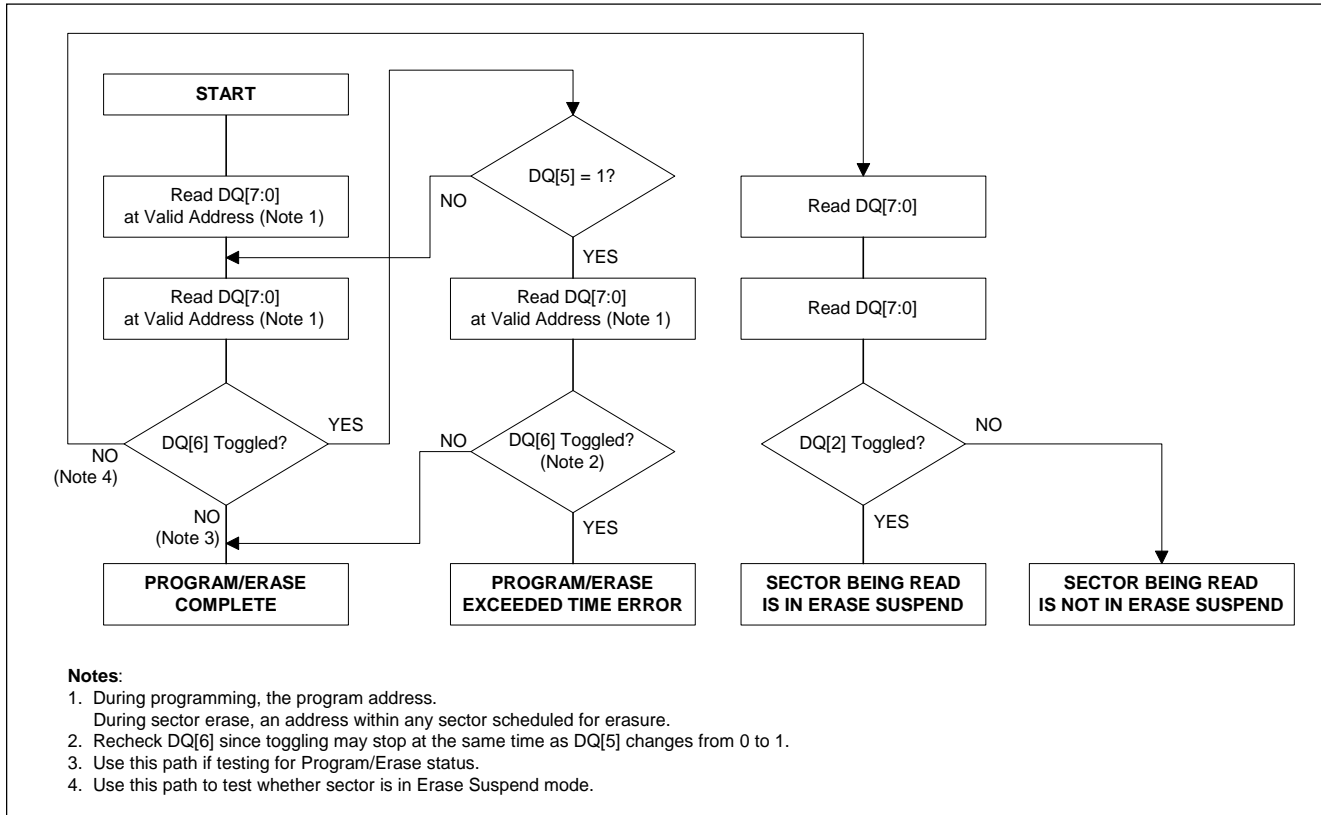 START
Read DQ[7:0]
at Valid Address (Note 1)
Read DQ[7:0]
at Valid Address (Note 1)
DQ[6] Toggled?
YES
NO
(Note 4)
NO
(Note 3)
PROGRAM/ERASE
COMPLETE
DQ[5] = 1?
NO
YES
Read DQ[7:0]
at Valid Address (Note 1)
DQ[6] Toggled?
(Note 2)
NO
YES
PROGRAM/ERASE
EXCEEDED TIME ERROR
Read DQ[7:0]
Read DQ[7:0]
DQ[2] Toggled?
NO
YES
SECTOR BEING READ
IS IN ERASE SUSPEND
SECTOR BEING READ
IS NOT IN ERASE SUSPEND
Notes:
1. During programming, the program address.
During sector erase, an address within any sector scheduled for erasure.
2. Recheck DQ[6] since toggling may stop at the same time as DQ[5] changes from 0 to 1.
3. Use this path if testing for Program/Erase status.
4. Use this path to test whether sector is in Erase Suspend mode.